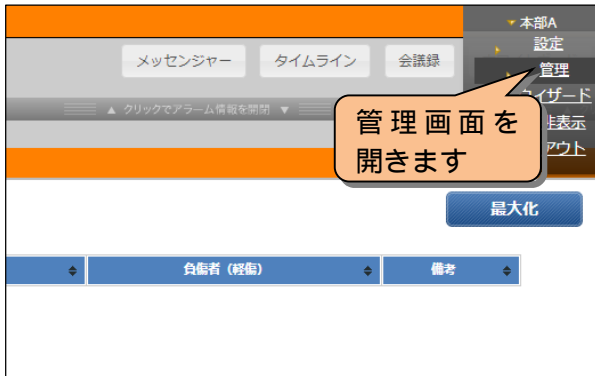 本部A
設定
メッセンジャー タイムライン 会議録
管理
イザード
▲ クリックでアラーム情報を開閉 ▼
非表示
アウト
管理画面を
開きます
最大化
負傷者（軽傷） 備考